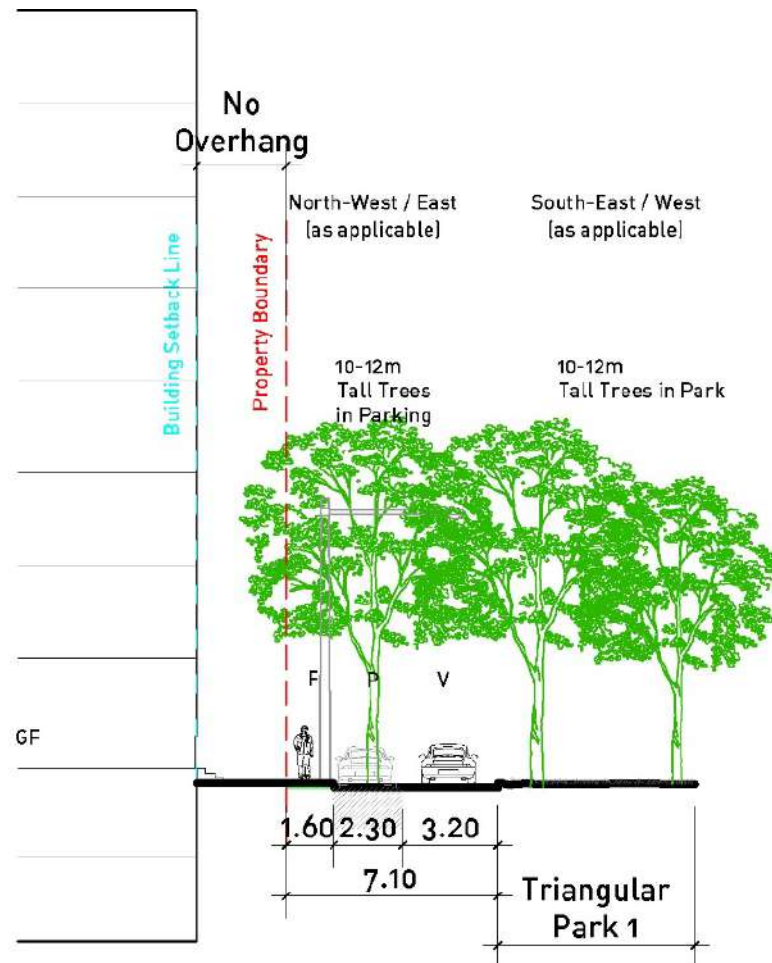 No
Overhang
North-West / East
(as applicable)
South-East / West
(as applicable)
Building Setback Line
Property Boundary
10-12m
Tall Trees
in Parking
10-12m
Tall Trees in Park
F
P
V
GF
1.60
2.30
3.20
7.10
Triangular
Park 1